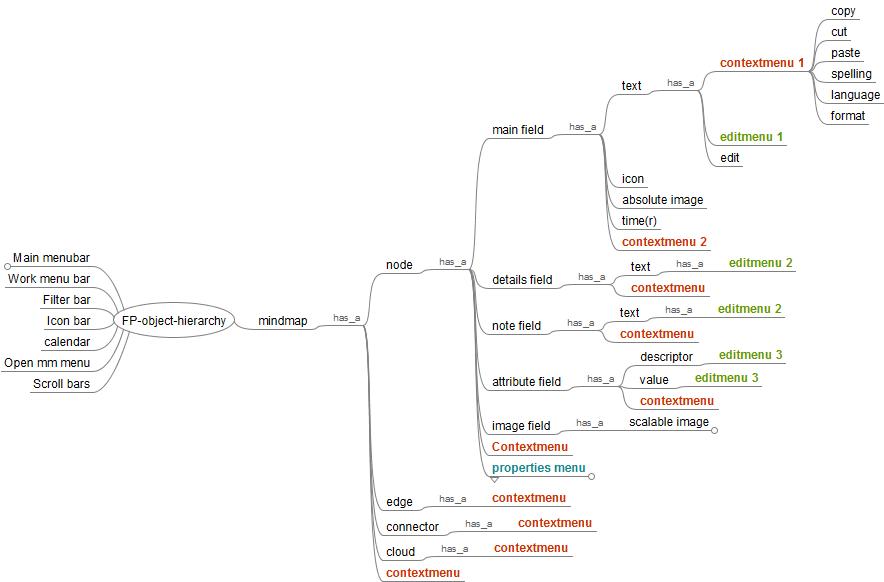 copy
cut
contextmenu 1
paste
spelling
language
format
text
has_a
editmenu 1
edit
main field
has_a
icon
absolute image
time(r)
contextmenu 2
Main menubar
Work menu bar
Filter bar
Icon bar
calendar
Open mm menu
Scroll bars
FP-object-hierarchy
mindmap
has_a
node
has_a
details field
has_a
text
has_a
editmenu 2
contextmenu
note field
has_a
text
has_a
editmenu 2
contextmenu
attribute field
has_a
descriptor
editmenu 3
value
editmenu 3
contextmenu
image field
has_a
scalable image
Contextmenu
properties menu
edge
has_a
contextmenu
connector
has_a
contextmenu
cloud
has_a
contextmenu
contextmenu